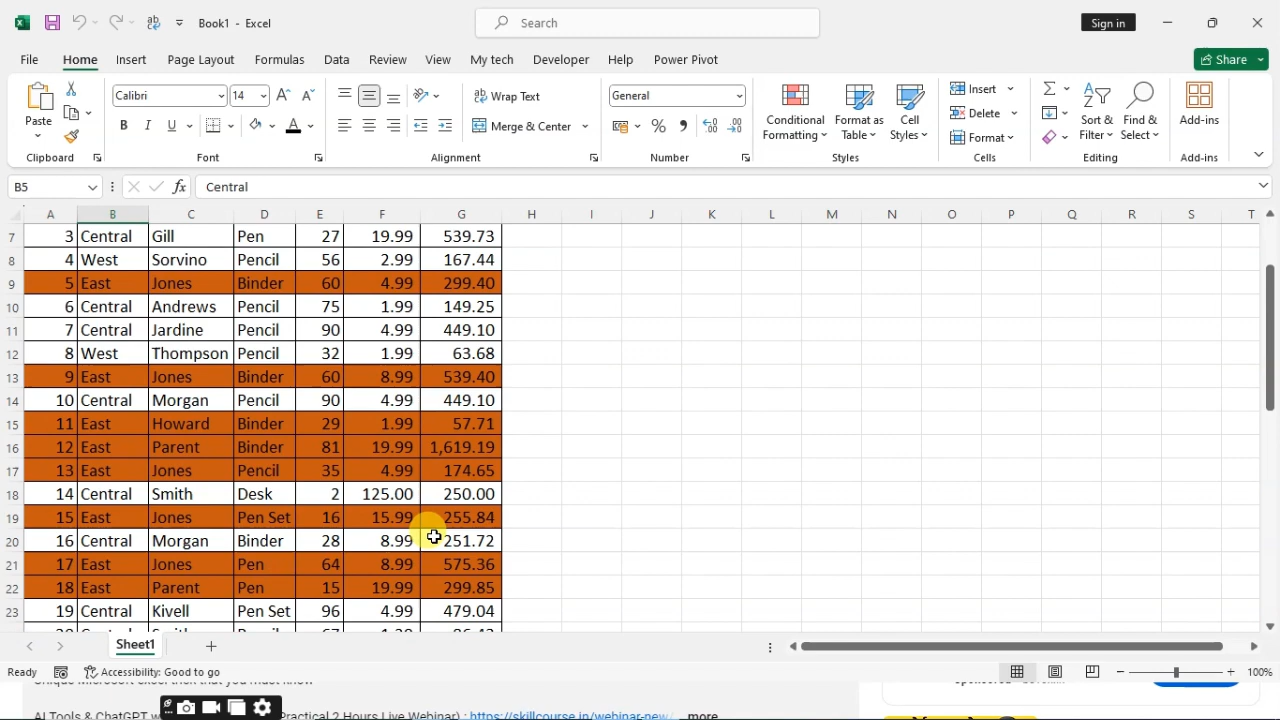 Book1 - Excel
Search
Sign in
File Home Insert Page Layout Formulas Data Review View My tech Developer Help Power Pivot
Share
Paste
Calibri 14
B I U A
Wrap Text
Merge & Center
General
Conditional Formatting
Format as Table
Cell Styles
Insert
Delete
Format
Sort & Filter
Find & Select
Add-ins
Clipboard Font Alignment Number Styles Cells Editing Add-ins
B5 fx Central
A B C D E F G H I J K L M N O P Q R S T
7 3 Central Gill Pen 27 19.99 539.73
8 4 West Sorvino Pencil 56 2.99 167.44
9 5 East Jones Binder 60 4.99 299.40
10 6 Central Andrews Pencil 75 1.99 149.25
11 7 Central Jardine Pencil 90 4.99 449.10
12 8 West Thompson Pencil 32 1.99 63.68
13 9 East Jones Binder 60 8.99 539.40
14 10 Central Morgan Pencil 90 4.99 449.10
15 11 East Howard Binder 29 1.99 57.71
16 12 East Parent Binder 81 19.99 1,619.19
17 13 East Jones Pencil 35 4.99 174.65
18 14 Central Smith Desk 2 125.00 250.00
19 15 East Jones Pen Set 16 15.99 255.84
20 16 Central Morgan Binder 28 8.99 251.72
21 17 East Jones Pen 64 8.99 575.36
22 18 East Parent Pen 15 19.99 299.85
23 19 Central Kivell Pen Set 96 4.99 479.04
Sheet1
Ready Accessibility: Good to go 100%
AI Tools & ChatGPT Practical 2 Hours Live Webinar) : https://skillcourse.in/webinar-new/ ...more